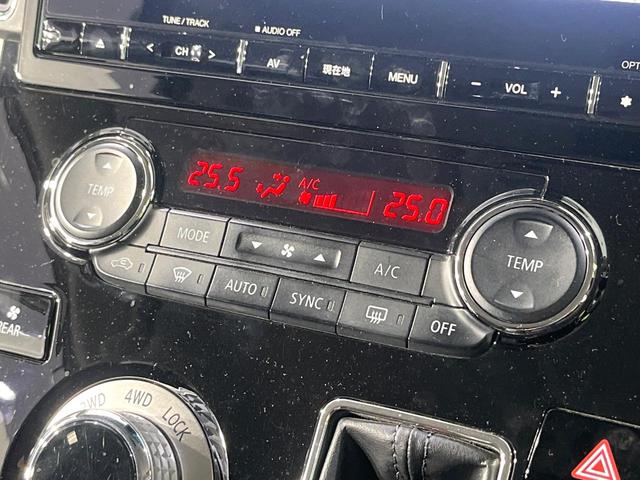 TUNE / TRACK
AUDIO OFF
< CH >
AV
現在地
MENU
− VOL +
OPT
TEMP
25.5
A/C
25.0
TEMP
MODE
A/C
AUTO
SYNC
OFF
REAR
2WD 4WD LOCK